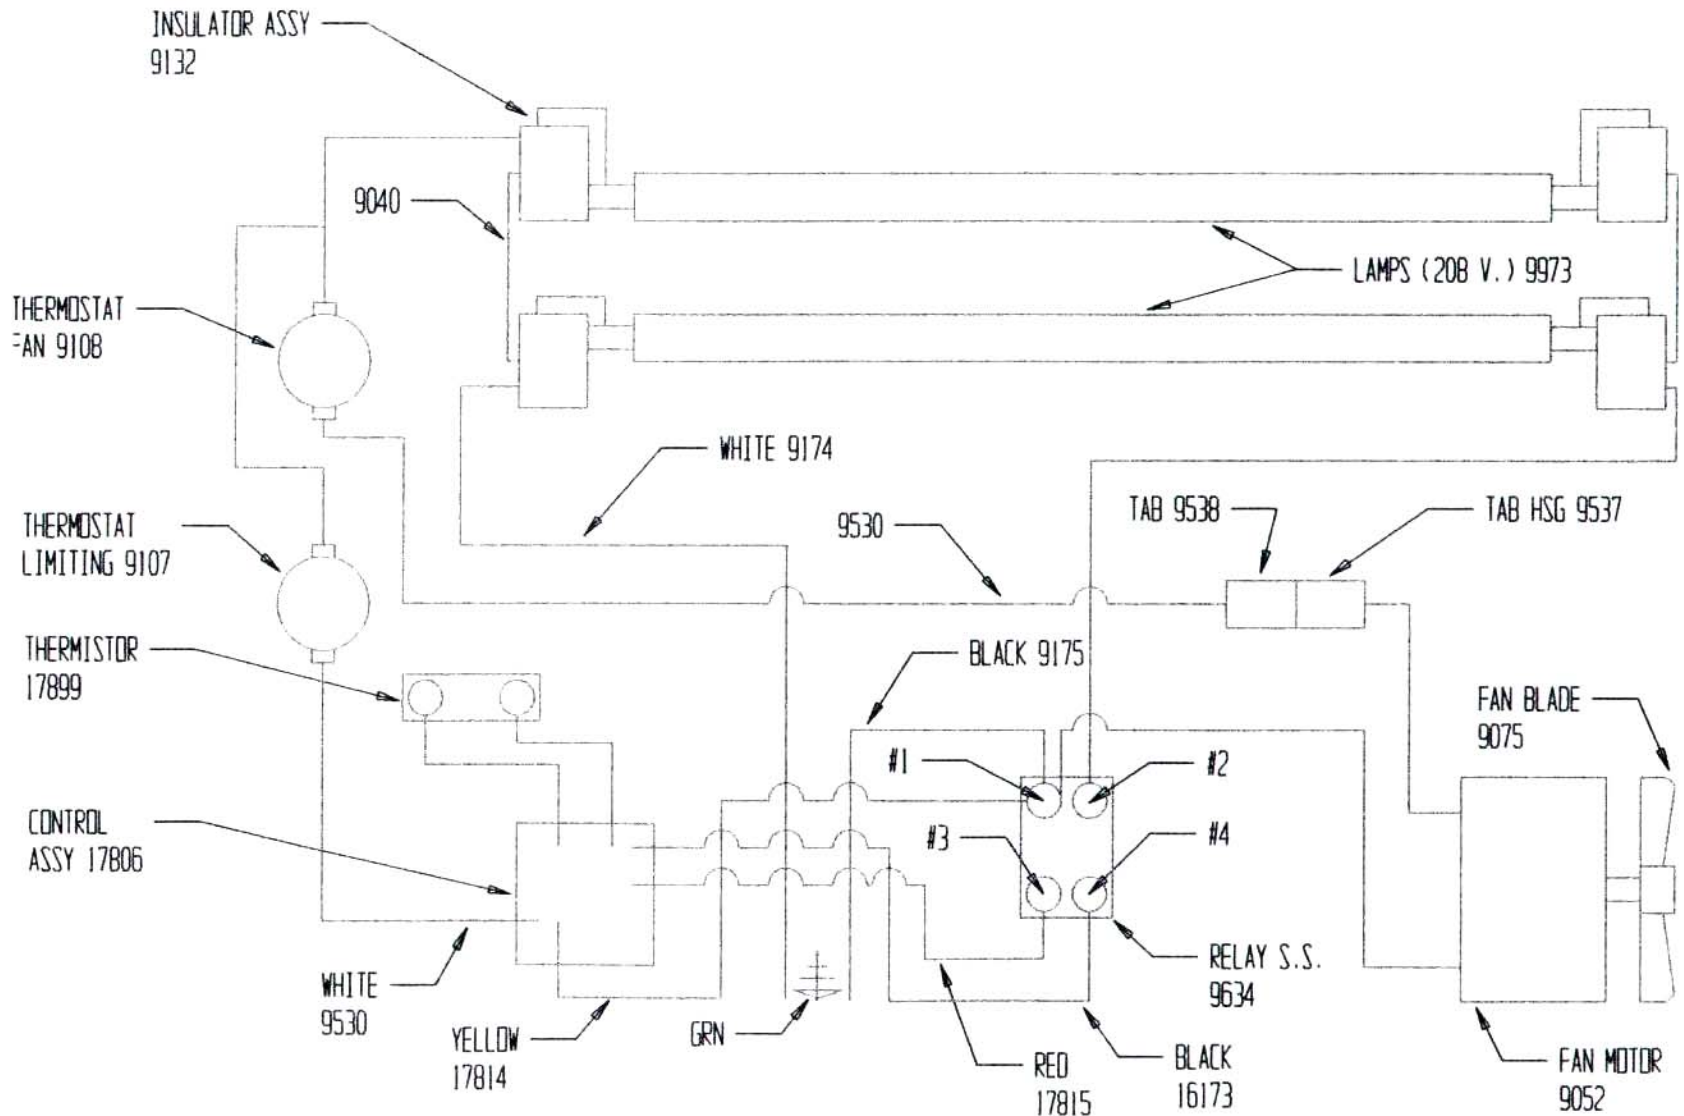 INSULATOR ASSY
9132
9040
LAMPS (208 V.) 9973
THERMOSTAT
FAN 9108
WHITE 9174
THERMOSTAT
LIMITING 9107
9530
TAB 9538
TAB HSG 9537
THERMISTOR
17899
BLACK 9175
FAN BLADE
9075
#1
#2
CONTROL
ASSY 17806
#3
#4
RELAY S.S.
9634
WHITE
9530
YELLOW
17814
GRN
RED
17815
BLACK
16173
FAN MOTOR
9052